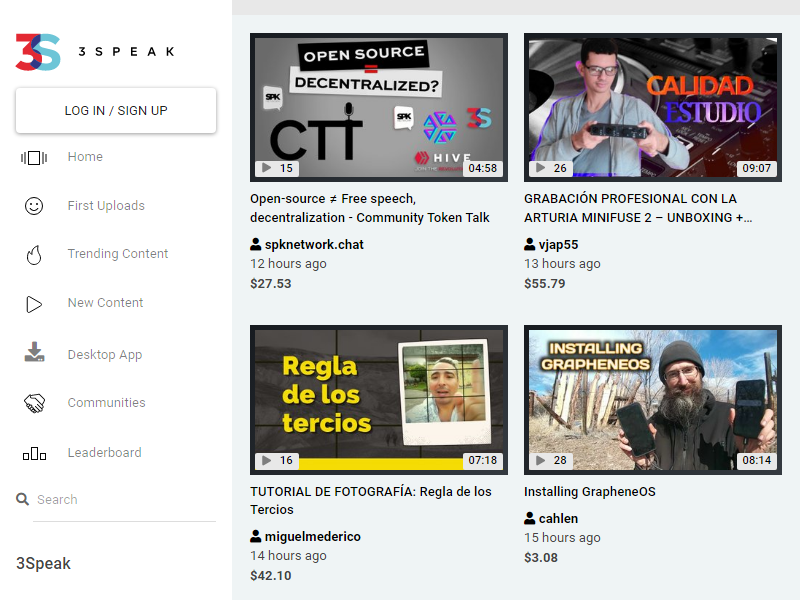 3S 3SPEAK
LOG IN / SIGN UP
Home
First Uploads
Trending Content
New Content
Desktop App
Communities
Leaderboard
Search
3Speak
OPEN SOURCE
=
DECENTRALIZED?
SPK
CTT
SPK
3S
HIVE
15
04:58
Open-source ≠ Free speech,
decentralization - Community Token Talk
spknetwork.chat
12 hours ago
$27.53
CALIDAD
ESTUDIO
26
09:07
GRABACIÓN PROFESIONAL CON LA
ARTURIA MINIFUSE 2 – UNBOXING +...
vjap55
13 hours ago
$55.79
Regla
de los
tercios
16
07:18
TUTORIAL DE FOTOGRAFÍA: Regla de los
Tercios
miguelmederico
14 hours ago
$42.10
INSTALLING
GRAPHENEOS
28
08:14
Installing GrapheneOS
cahlen
15 hours ago
$3.08